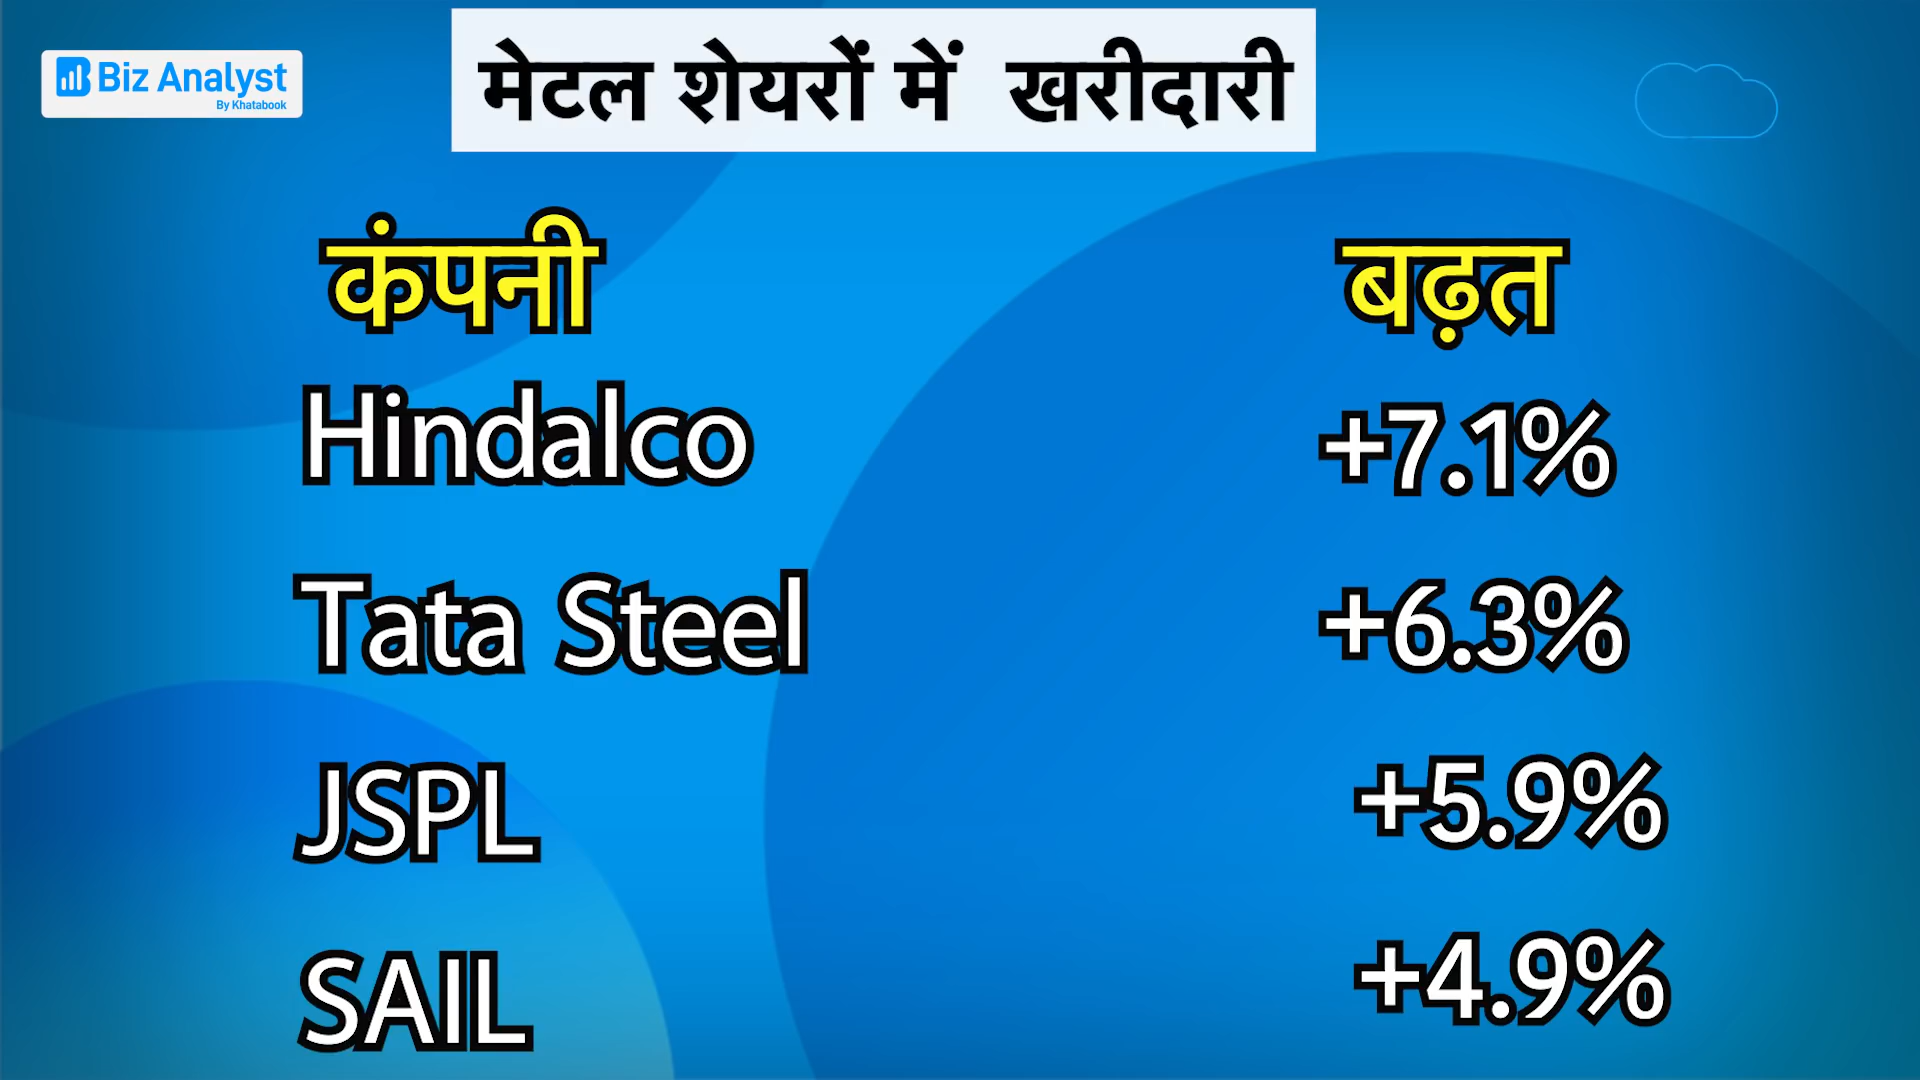 Biz Analyst
By Khatabook
मेटल शेयरों में खरीदारी
कंपनी बढ़त
Hindalco +7.1%
Tata Steel +6.3%
JSPL +5.9%
SAIL +4.9%